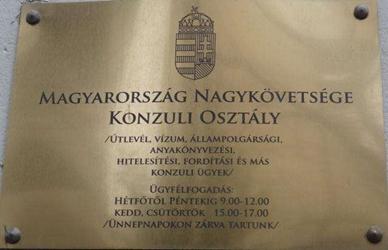 MAGYARORSZÁG NAGYKÖVETSÉGE
KONZULI OSZTÁLY
/ÚTLEVÉL, VÍZUM, ÁLLAMPOLGÁRSÁGI,
ANYAKÖNYVEZÉSI,
HITELESÍTÉSI, FORDÍTÁSI ÉS MÁS
KONZULI ÜGYEK/
ÜGYFÉLFOGADÁS:
HÉTFŐTŐL PÉNTEKIG 9.00-12.00
KEDD, CSÜTÖRTÖK 15.00-17.00
/ÜNNEPNAPOKON ZÁRVA TARTUNK/